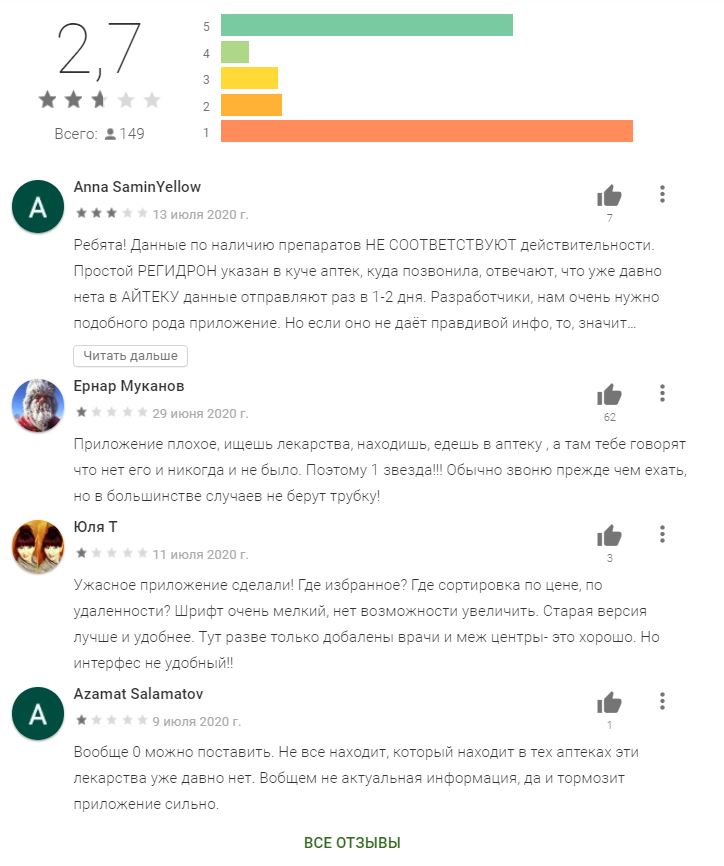 2,7
Всего: 149
5
4
3
2
1
Anna SaminYellow
13 июля 2020 г.
7
Ребята! Данные по наличию препаратов НЕ СООТВЕТСТВУЮТ действительности.
Простой РЕГИДРОН указан в куче аптек, куда позвонила, отвечают, что уже давно
нета в АЙТЕКУ данные отправляют раз в 1-2 дня. Разработчики, нам очень нужно
подобного рода приложение. Но если оно не даёт правдивой инфо, то, значит…
Читать дальше
Ернар Муканов
29 июня 2020 г.
62
Приложение плохое, ищешь лекарства, находишь, едешь в аптеку , а там тебе говорят
что нет его и никогда и не было. Поэтому 1 звезда!!! Обычно звоню прежде чем ехать,
но в большинстве случаев не берут трубку!
Юля Т
11 июля 2020 г.
3
Ужасное приложение сделали! Где избранное? Где сортировка по цене, по
удаленности? Шрифт очень мелкий, нет возможности увеличить. Старая версия
лучше и удобнее. Тут разве только добалены врачи и меж центры- это хорошо. Но
интерфес не удобный!!
A
A
Azamat Salamatov
9 июля 2020 г.
1
Вообще 0 можно поставить. Не все находит, который находит в тех аптеках эти
лекарства уже давно нет. Вобщем не актуальная информация, да и тормозит
приложение сильно.
ВСЕ ОТЗЫВЫ